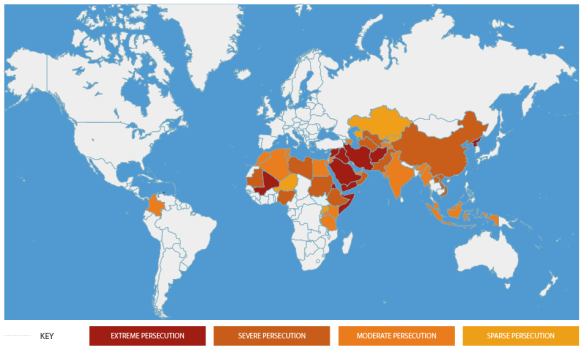 KEY
EXTREME PERSECUTION
SEVERE PERSECUTION
MODERATE PERSECUTION
SPARSE PERSECUTION